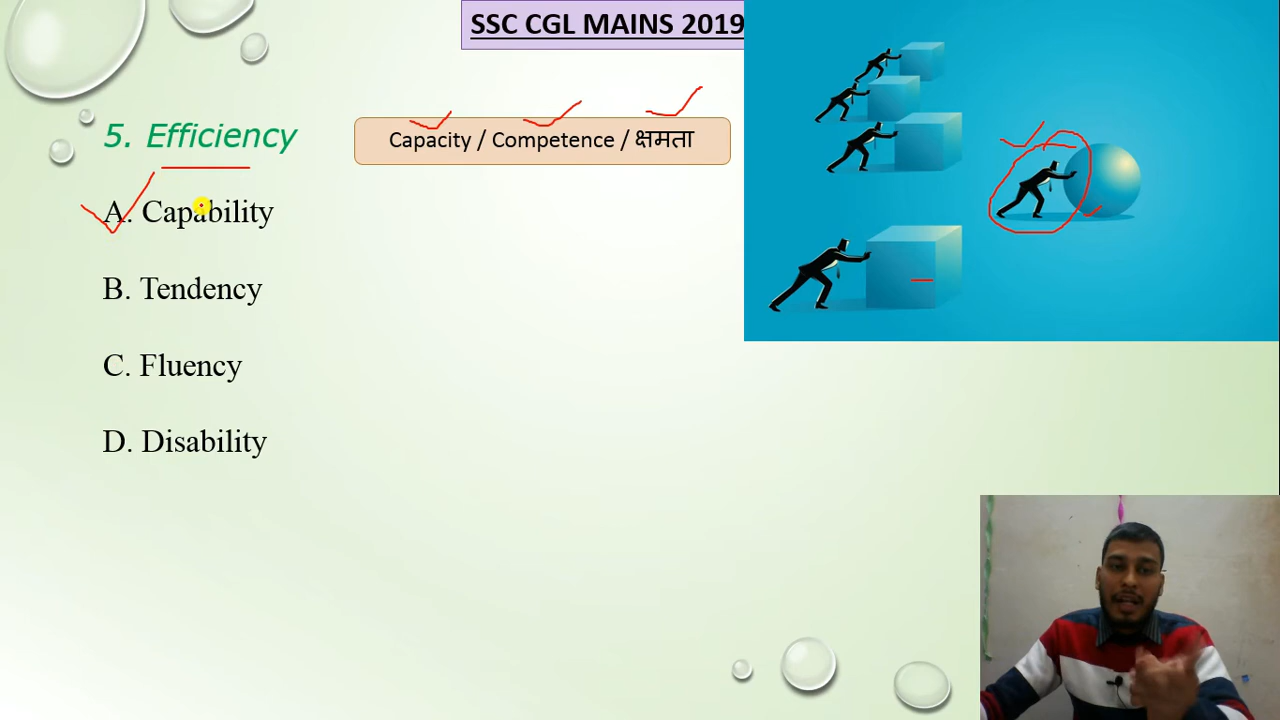 SSC CGL MAINS 2019
5. Efficiency
Capacity / Competence / क्षमता
A. Capability
B. Tendency
C. Fluency
D. Disability